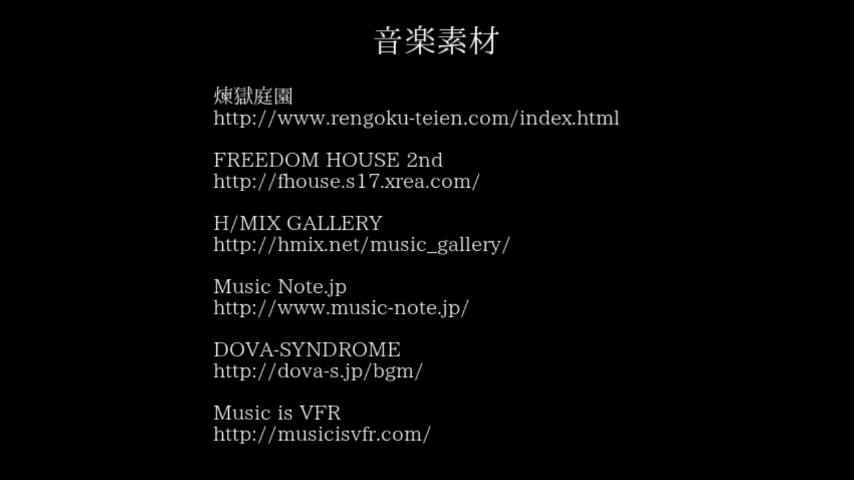 音楽素材
煉獄庭園
http://www.rengoku-teien.com/index.html
FREEDOM HOUSE 2nd
http://fhouse.s17.xrea.com/
H/MIX GALLERY
http://hmix.net/music_gallery/
Music Note.jp
http://www.music-note.jp/
DOVA-SYNDROME
http://dova-s.jp/bgm/
Music is VFR
http://musicisvfr.com/